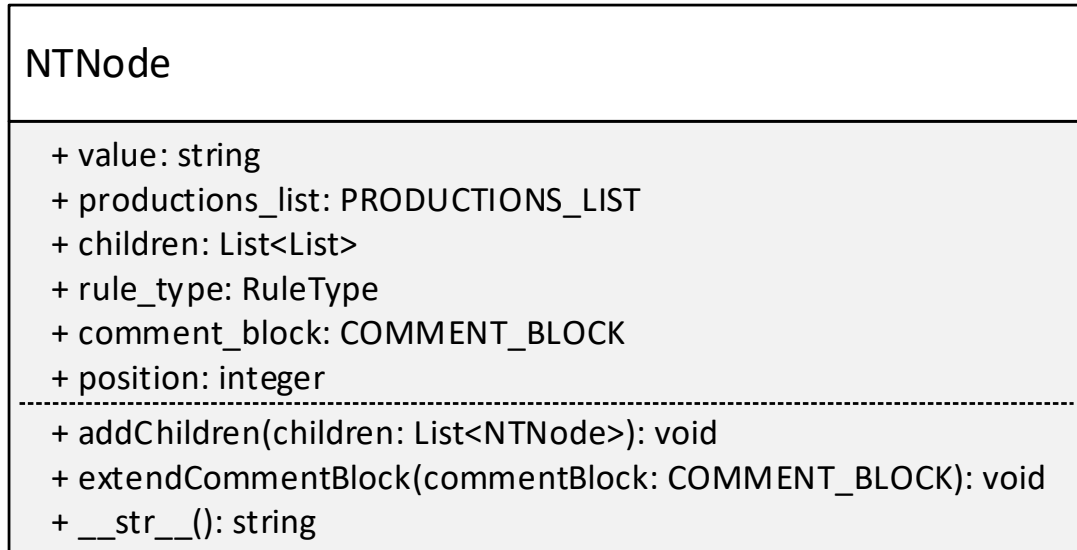 NTNode
+ value: string
+ productions_list: PRODUCTIONS_LIST
+ children: List<List>
+ rule_type: RuleType
+ comment_block: COMMENT_BLOCK
+ position: integer
+ addChildren(children: List<NTNode>): void
+ extendCommentBlock(commentBlock: COMMENT_BLOCK): void
+ __str__(): string